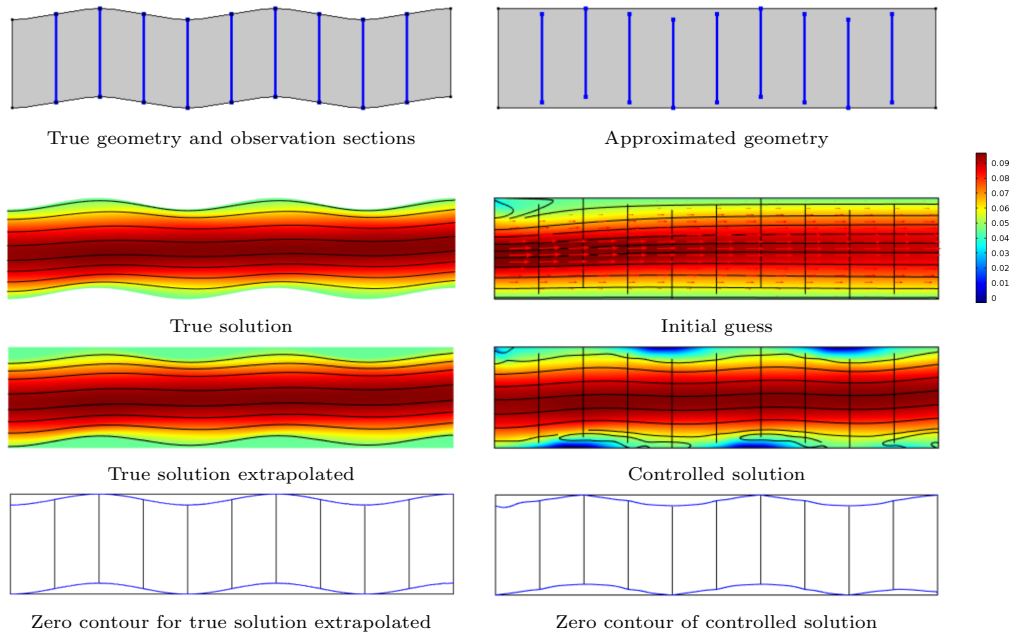 True geometry and observation sections
Approximated geometry
0.09
0.08
0.07
0.06
0.05
0.04
0.03
0.02
0.01
0
True solution
Initial guess
True solution extrapolated
Controlled solution
Zero contour for true solution extrapolated
Zero contour of controlled solution